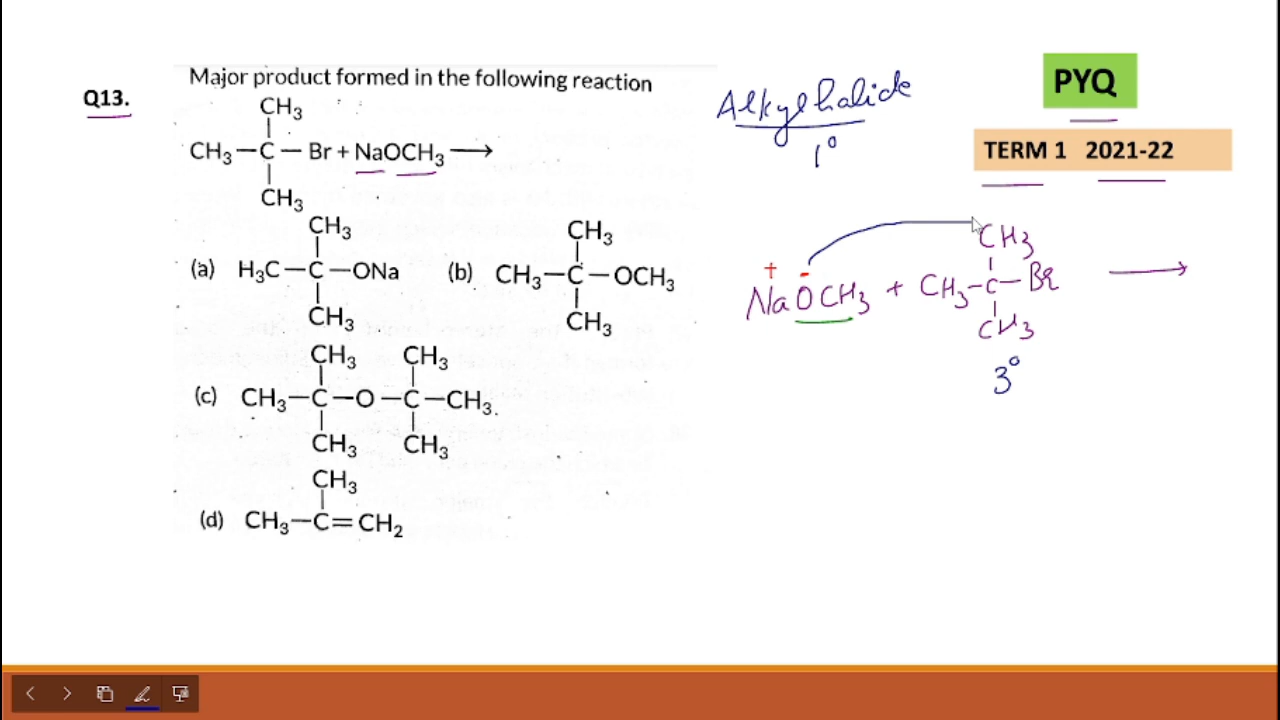 Q13.
Major product formed in the following reaction
CH₃
CH₃—C—Br + NaOCH₃ ⟶
CH₃
(a)
CH₃
H₃C—C—ONa
CH₃
(b)
CH₃
CH₃—C—OCH₃
CH₃
(c)
CH₃ CH₃
CH₃—C—O—C—CH₃.
CH₃ CH₃
(d)
CH₃
CH₃—C=CH₂
Alkylhalide
1°
PYQ
TERM 1 2021-22
+ -
CH₃
NaOCH₃ + CH₃-C-Br ⟶
CH₃
3°